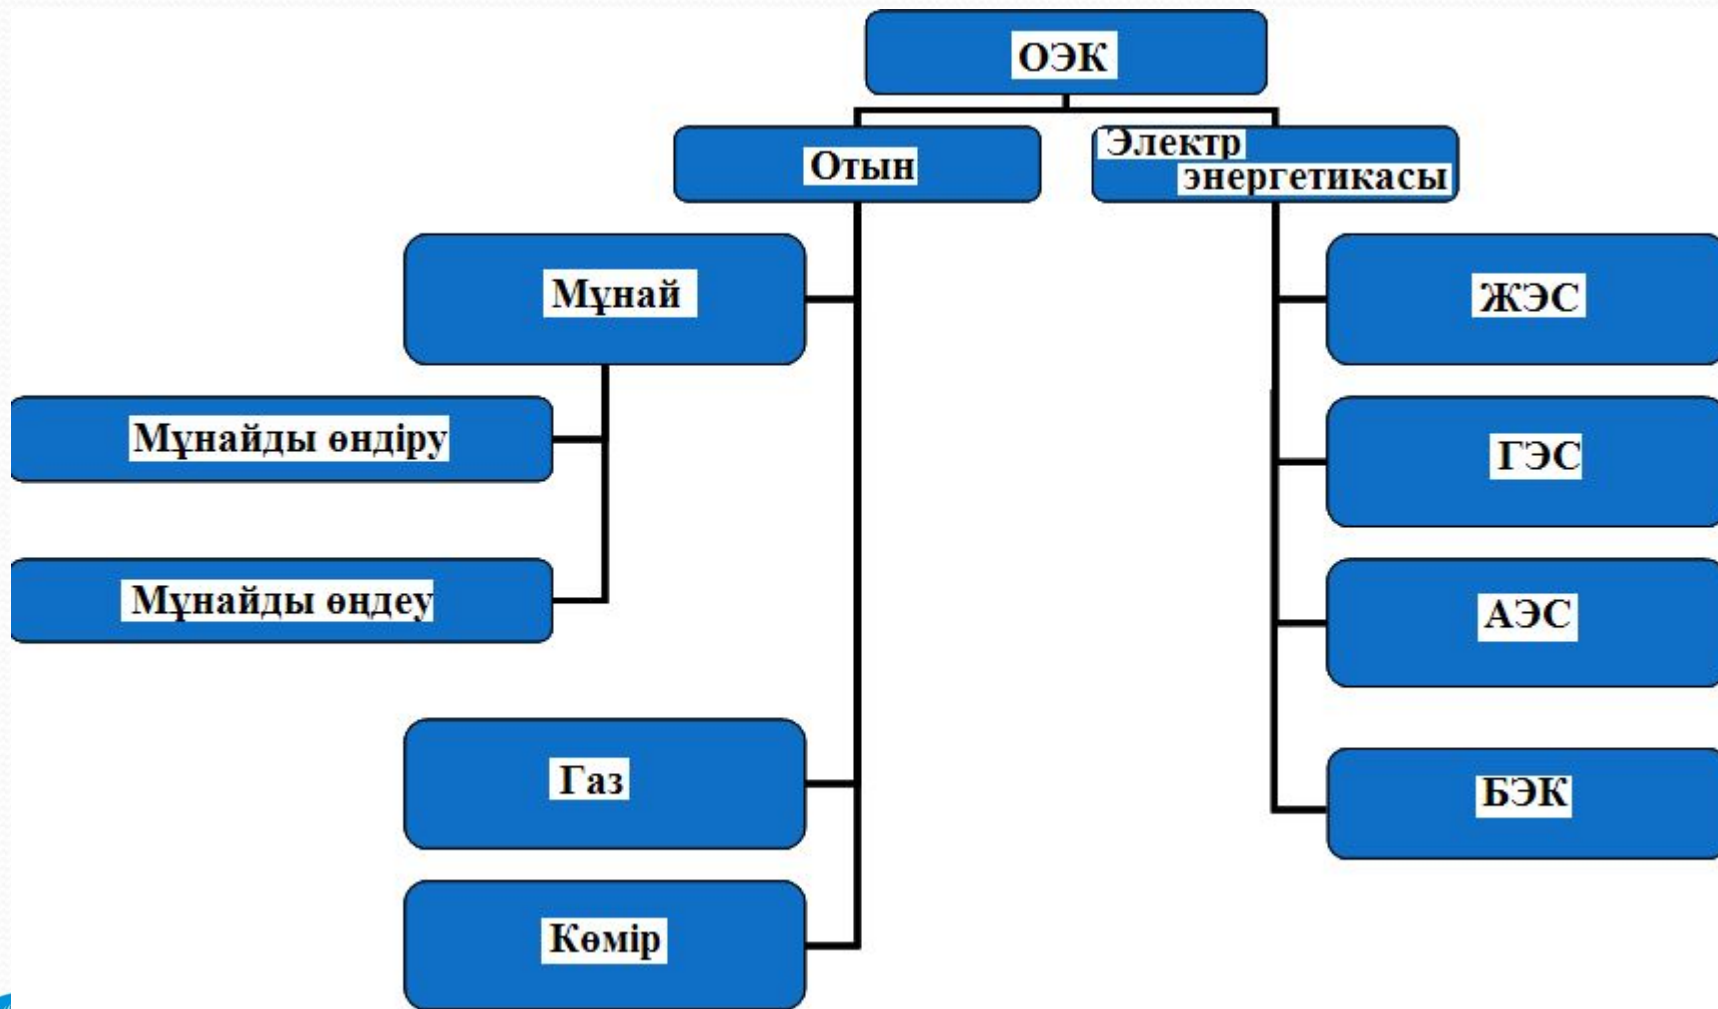 ОЭК
Отын
Электр
энергетикасы
Мұнай
Мұнайды өндіру
Мұнайды өңдеу
Газ
Көмір
ЖЭС
ГЭС
АЭС
БЭК